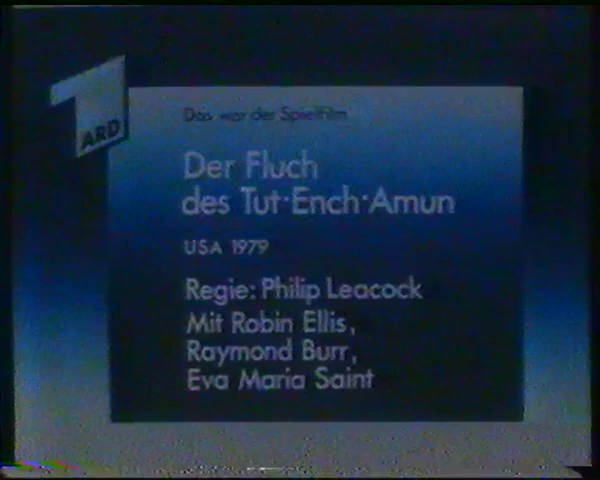 1
ARD
Das war der Spielfilm
Der Fluch
des Tut-Ench-Amun
USA 1979
Regie: Philip Leacock
Mit Robin Ellis,
Raymond Burr,
Eva Maria Saint